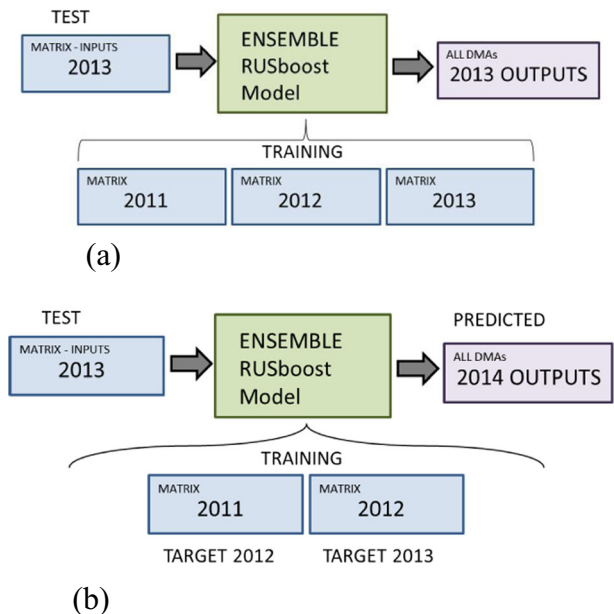 TEST
MATRIX - INPUTS
2013
ENSEMBLE
RUSboost
Model
ALL DMAs
2013 OUTPUTS
TRAINING
MATRIX
2011
MATRIX
2012
MATRIX
2013
(a)
TEST
PREDICTED
MATRIX - INPUTS
2013
ENSEMBLE
RUSboost
Model
ALL DMAs
2014 OUTPUTS
TRAINING
MATRIX
2011
MATRIX
2012
TARGET 2012
TARGET 2013
(b)